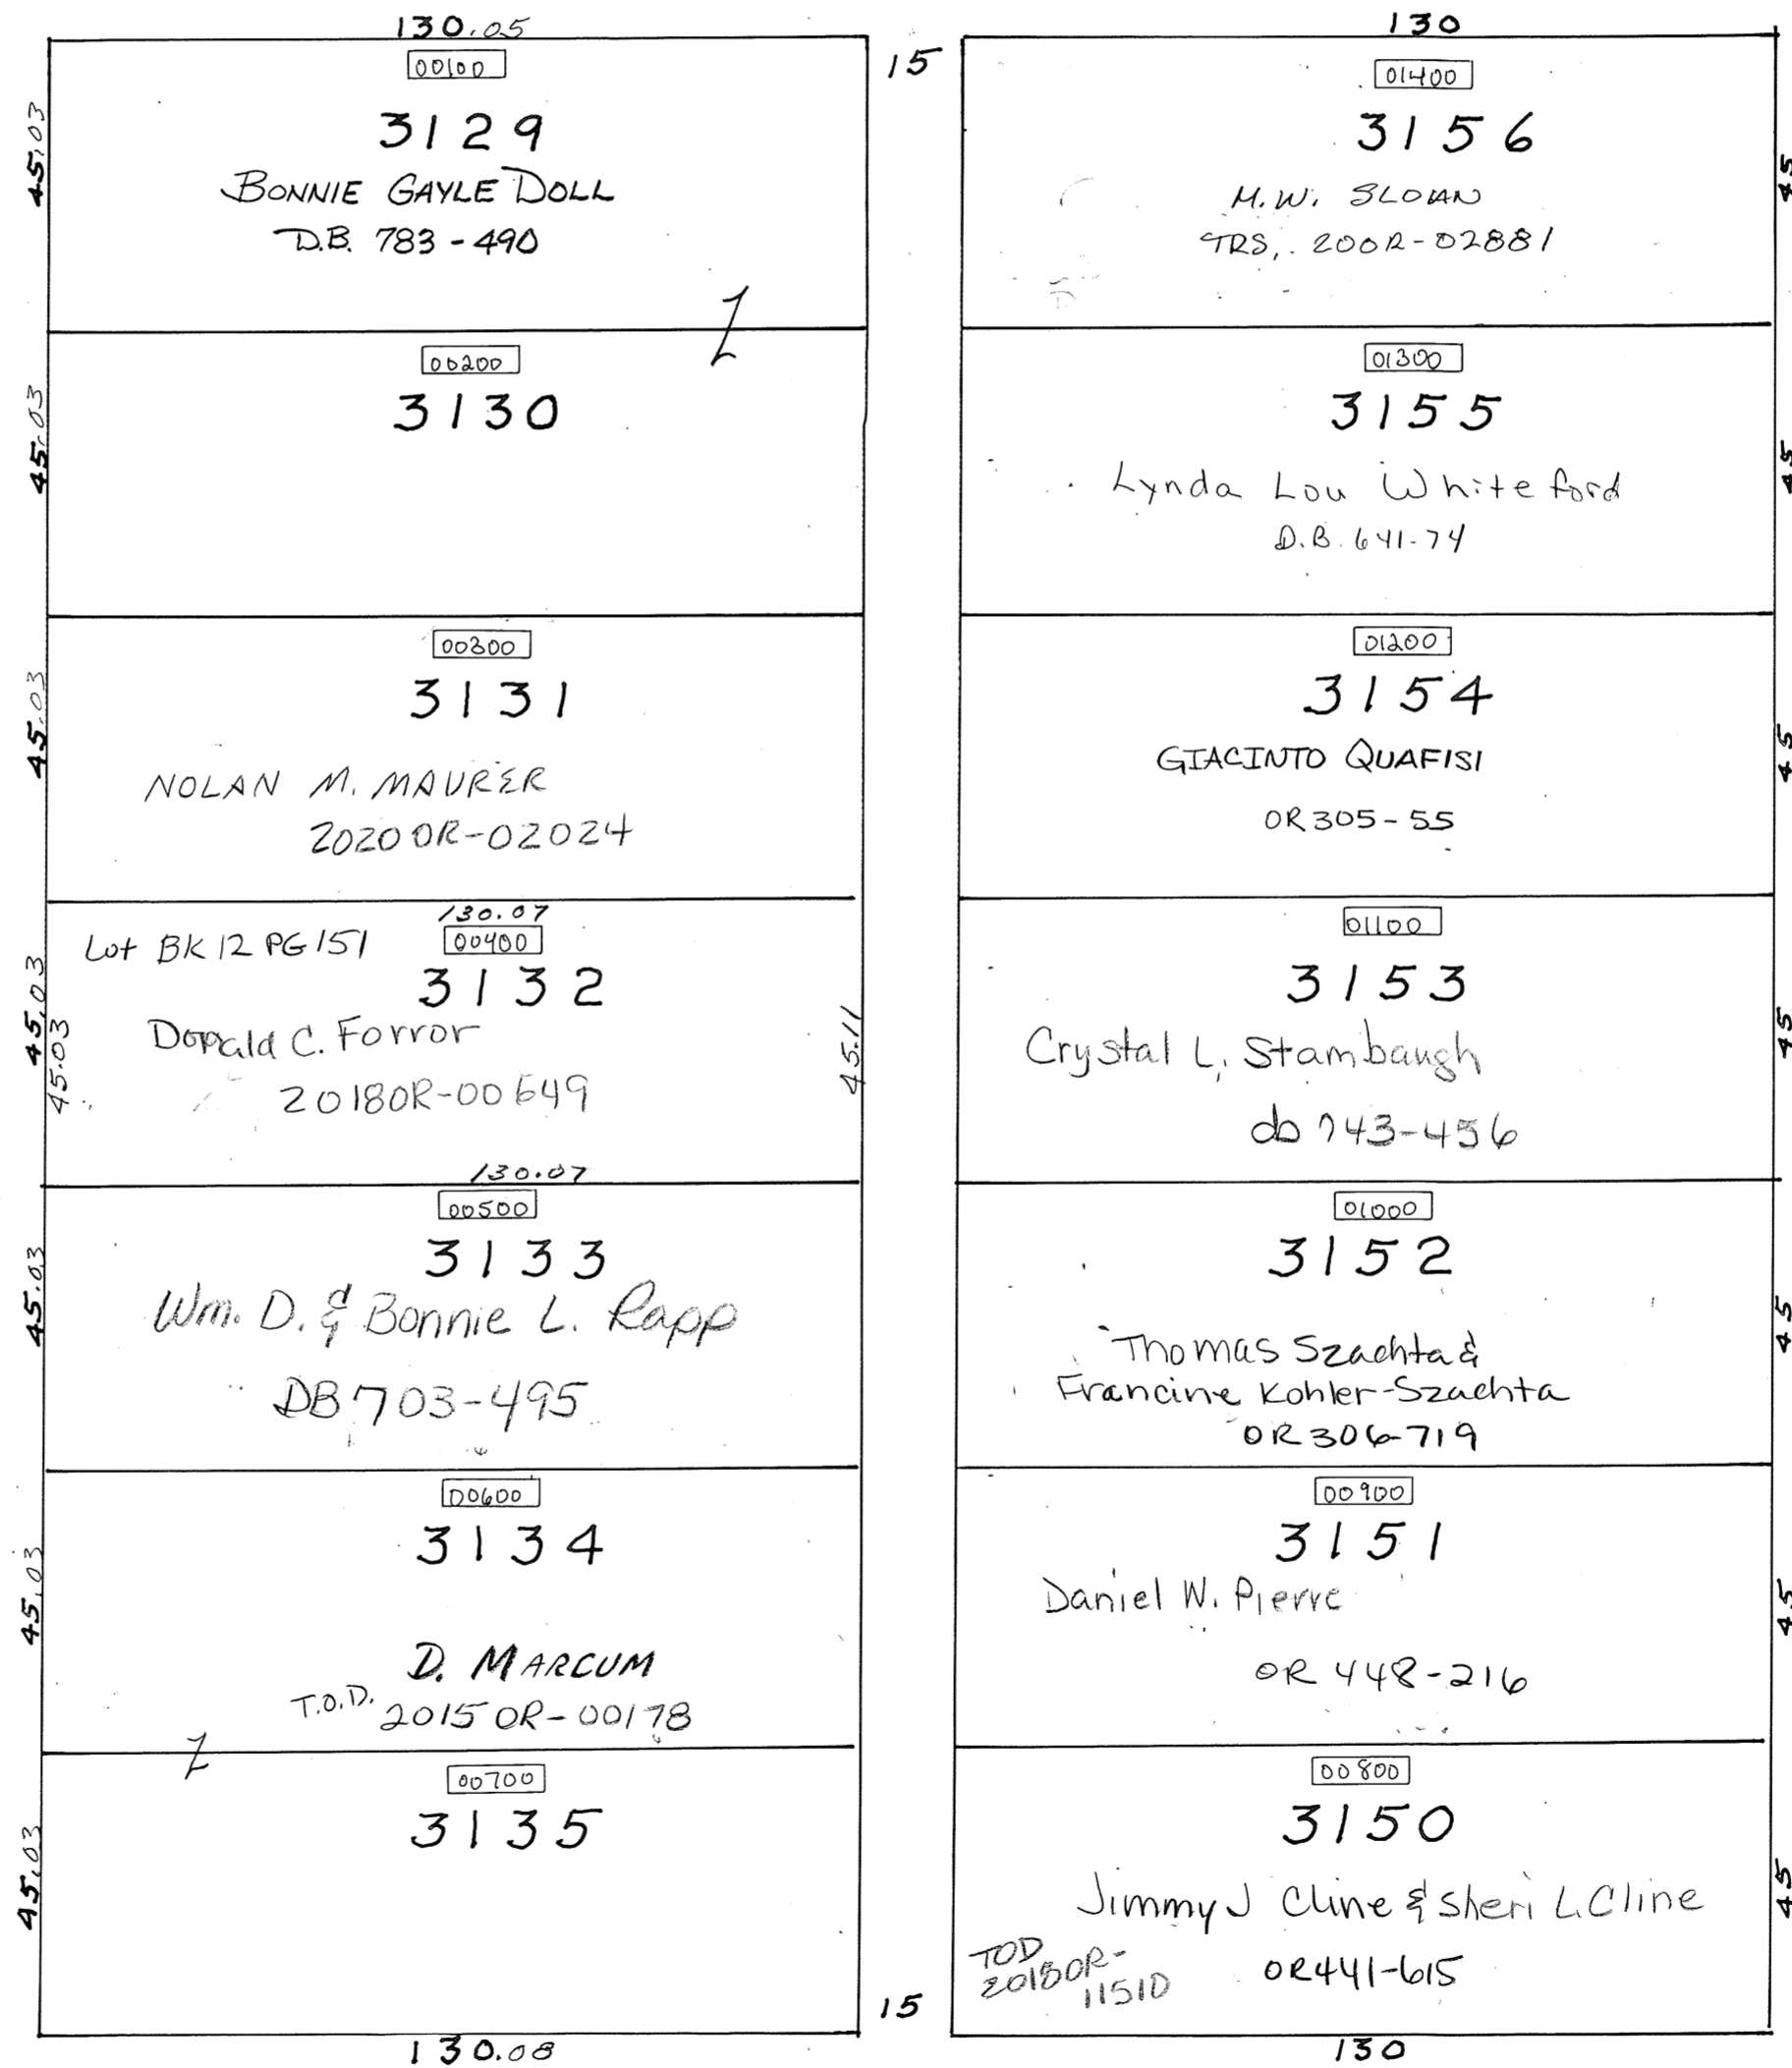 130.05
00100
3129
BONNIE GAYLE DOLL
D.B. 783-490
45.03
00200
3130
45.03
00300
3131
NOLAN M. MAURER
2020 OR-02024
45.03
130.07
Lot BK 12 PG 151
00400
3132
Donald C. Forror
2018OR-00649
45.03
45.03
45.11
130.07
00500
3133
Wm. D. & Bonnie L. Rapp
DB 703-495
45.03
00600
3134
D. MARCUM
T.O.D. 2015 OR-00178
45.03
00700
3135
45.03
130.08
15
15
130
01400
3156
M.W. SLOAN
TRS, 2002-02881
45
01300
3155
Lynda Lou Whiteford
D.B. 641-74
45
01200
3154
GIACINTO QUAFISI
OR 305-55
45
01100
3153
Crystal L. Stambaugh
db 743-456
45
01000
3152
Thomas Szachta &
Francine Kohler-Szachta
OR 306-719
45
00900
3151
Daniel W. Pierre
OR 448-216
45
00800
3150
Jimmy J Cline & Sheri L. Cline
OR 441-615
TOD
2018OR-
11510
45
130